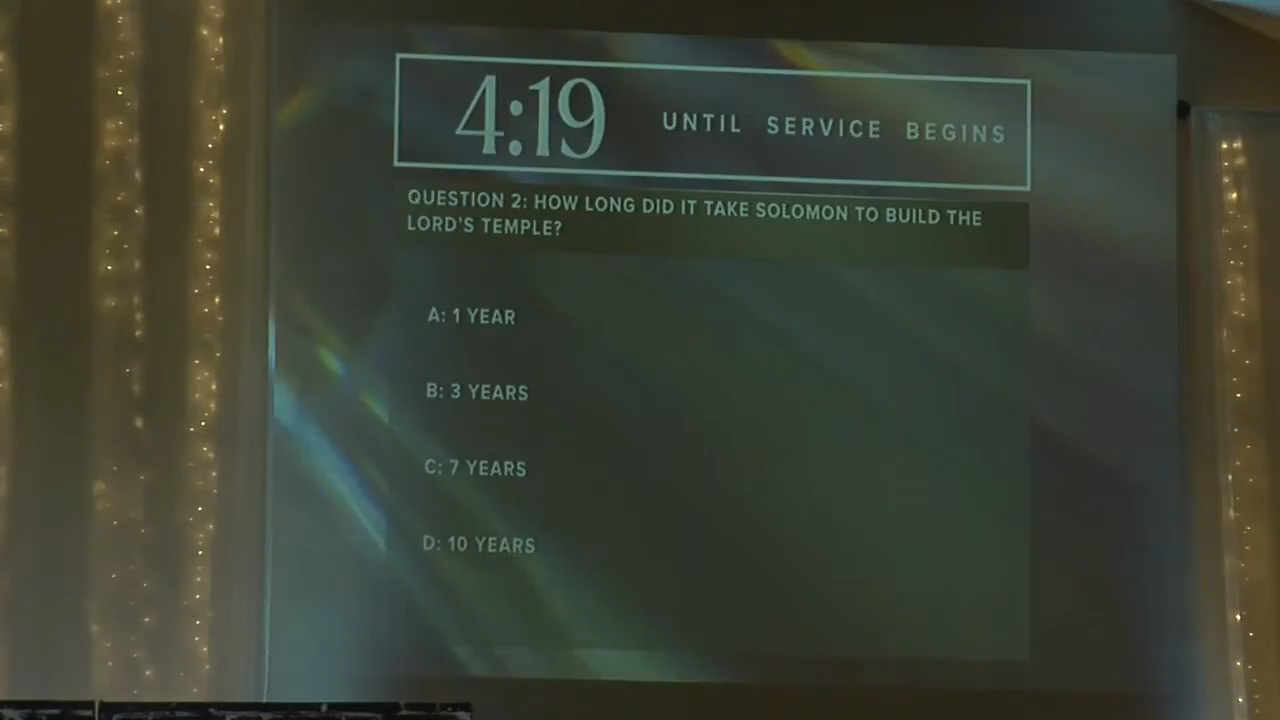 4:19 UNTIL SERVICE BEGINS
QUESTION 2: HOW LONG DID IT TAKE SOLOMON TO BUILD THE
LORD'S TEMPLE?
A: 1 YEAR
B: 3 YEARS
C: 7 YEARS
D: 10 YEARS